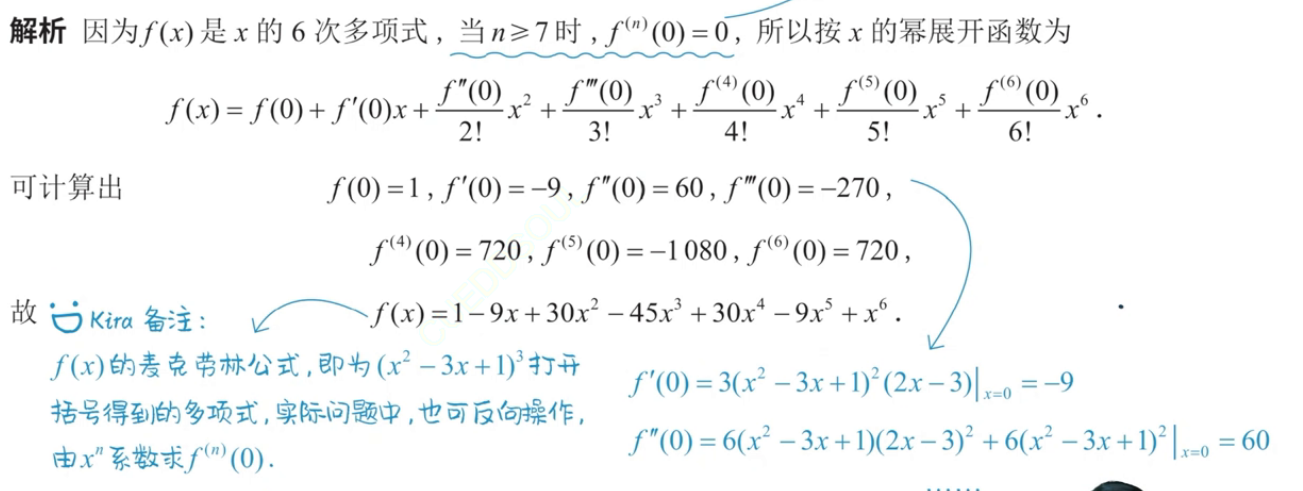 解析 因为f(x)是x的6次多项式，当n≥7时，f⁽ⁿ⁾(0)=0，所以按x的幂展开函数为
f(x)=f(0)+f′(0)x+f″(0)/2! x²+f‴(0)/3! x³+f⁽⁴⁾(0)/4! x⁴+f⁽⁵⁾(0)/5! x⁵+f⁽⁶⁾(0)/6! x⁶.
可计算出 f(0)=1，f′(0)=−9，f″(0)=60，f‴(0)=−270，
f⁽⁴⁾(0)=720，f⁽⁵⁾(0)=−1080，f⁽⁶⁾(0)=720，
故 f(x)=1−9x+30x²−45x³+30x⁴−9x⁵+x⁶.
Kira 备注：
f(x)的麦克劳林公式，即为(x²−3x+1)³打开
括号得到的多项式，实际问题中，也可反向操作，
由xⁿ系数求f⁽ⁿ⁾(0).
f′(0)=3(x²−3x+1)²(2x−3)|ₓ₌₀=−9
f″(0)=6(x²−3x+1)(2x−3)²+6(x²−3x+1)²|ₓ₌₀=60
……